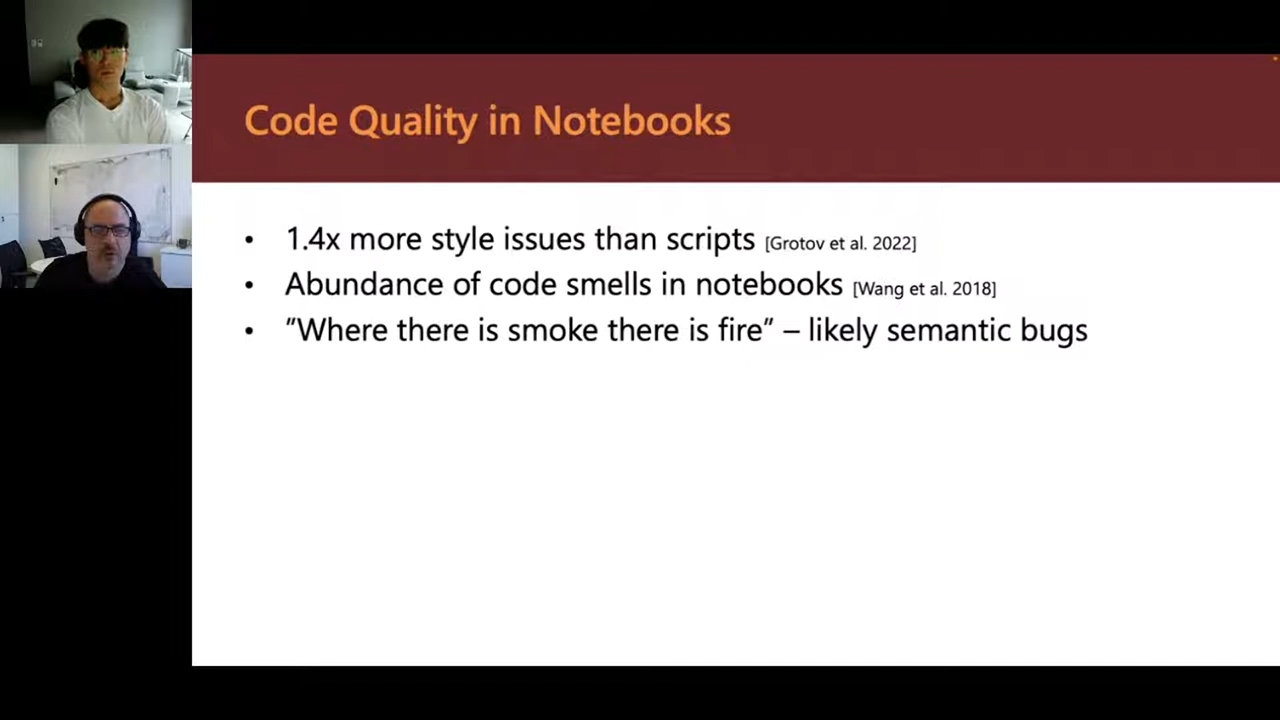 Code Quality in Notebooks
• 1.4x more style issues than scripts [Grotov et al. 2022]
• Abundance of code smells in notebooks [Wang et al. 2018]
• ”Where there is smoke there is fire” – likely semantic bugs